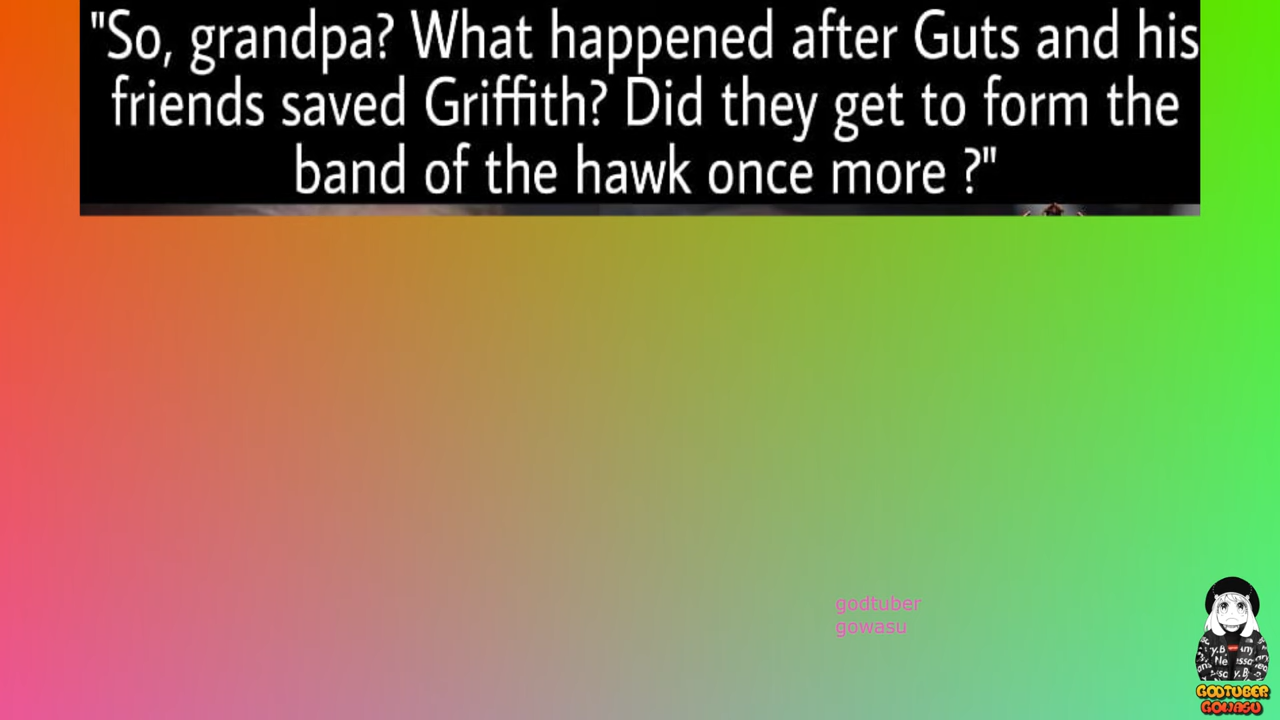 "So, grandpa? What happened after Guts and his
friends saved Griffith? Did they get to form the
band of the hawk once more ?"
godtuber
gowasu
GODTUBER
GOWASU